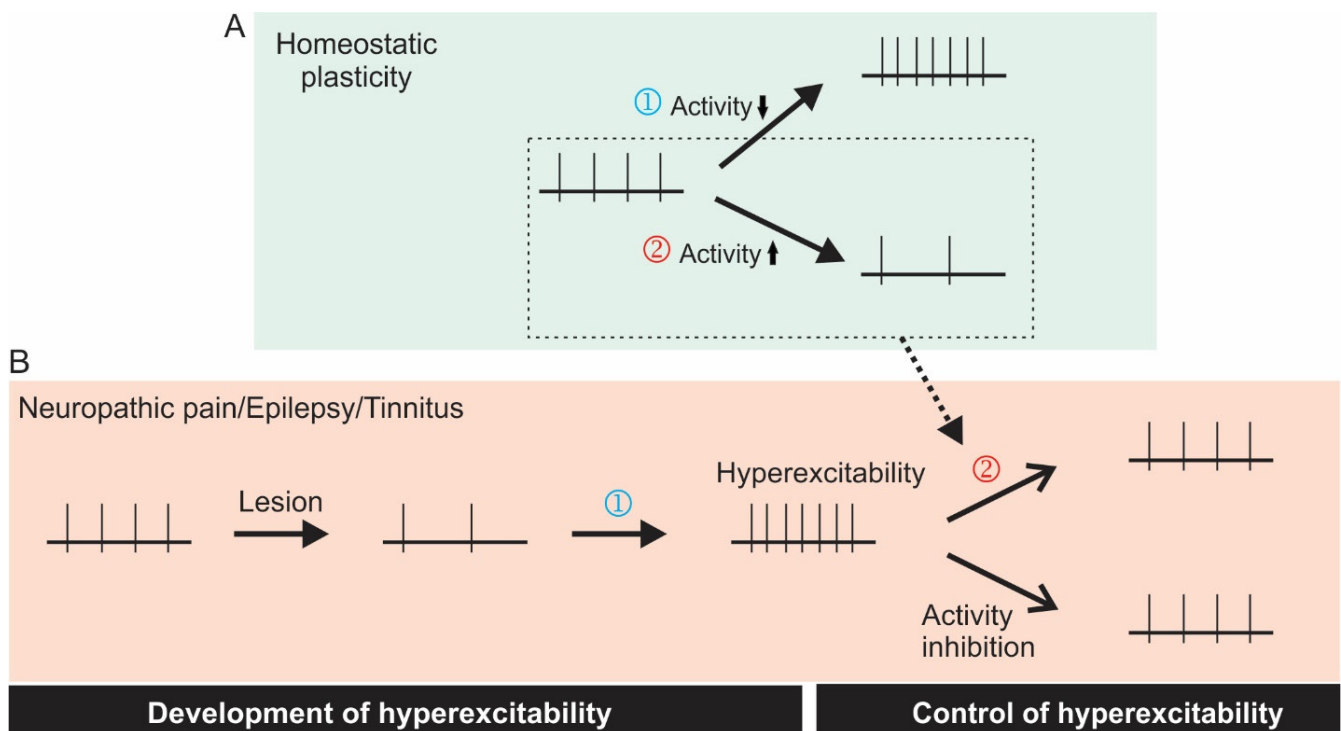 A
Homeostatic
plasticity
① Activity ⬇
② Activity ⬆
B
Neuropathic pain/Epilepsy/Tinnitus
Lesion
①
Hyperexcitability
②
Activity
inhibition
Development of hyperexcitability
Control of hyperexcitability